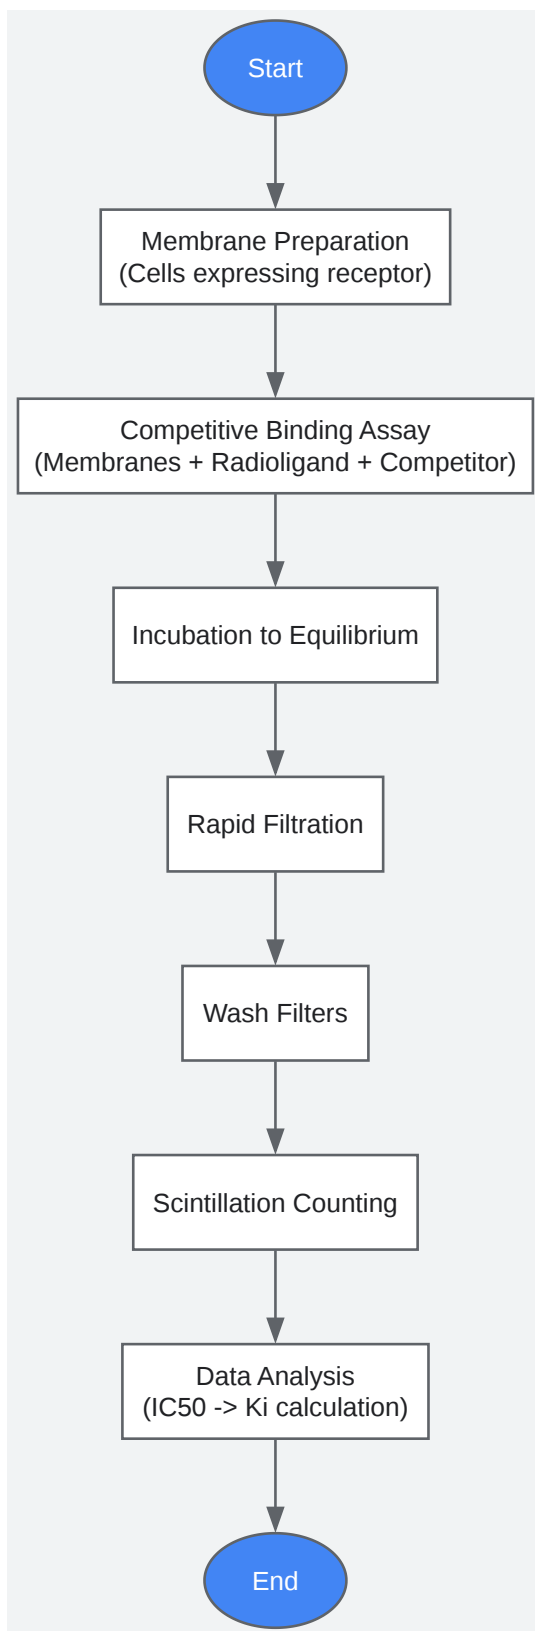 Start
Membrane Preparation
(Cells expressing receptor)
Competitive Binding Assay
(Membranes + Radioligand + Competitor)
Incubation to Equilibrium
Rapid Filtration
Wash Filters
Scintillation Counting
Data Analysis
(IC50 -> Ki calculation)
End